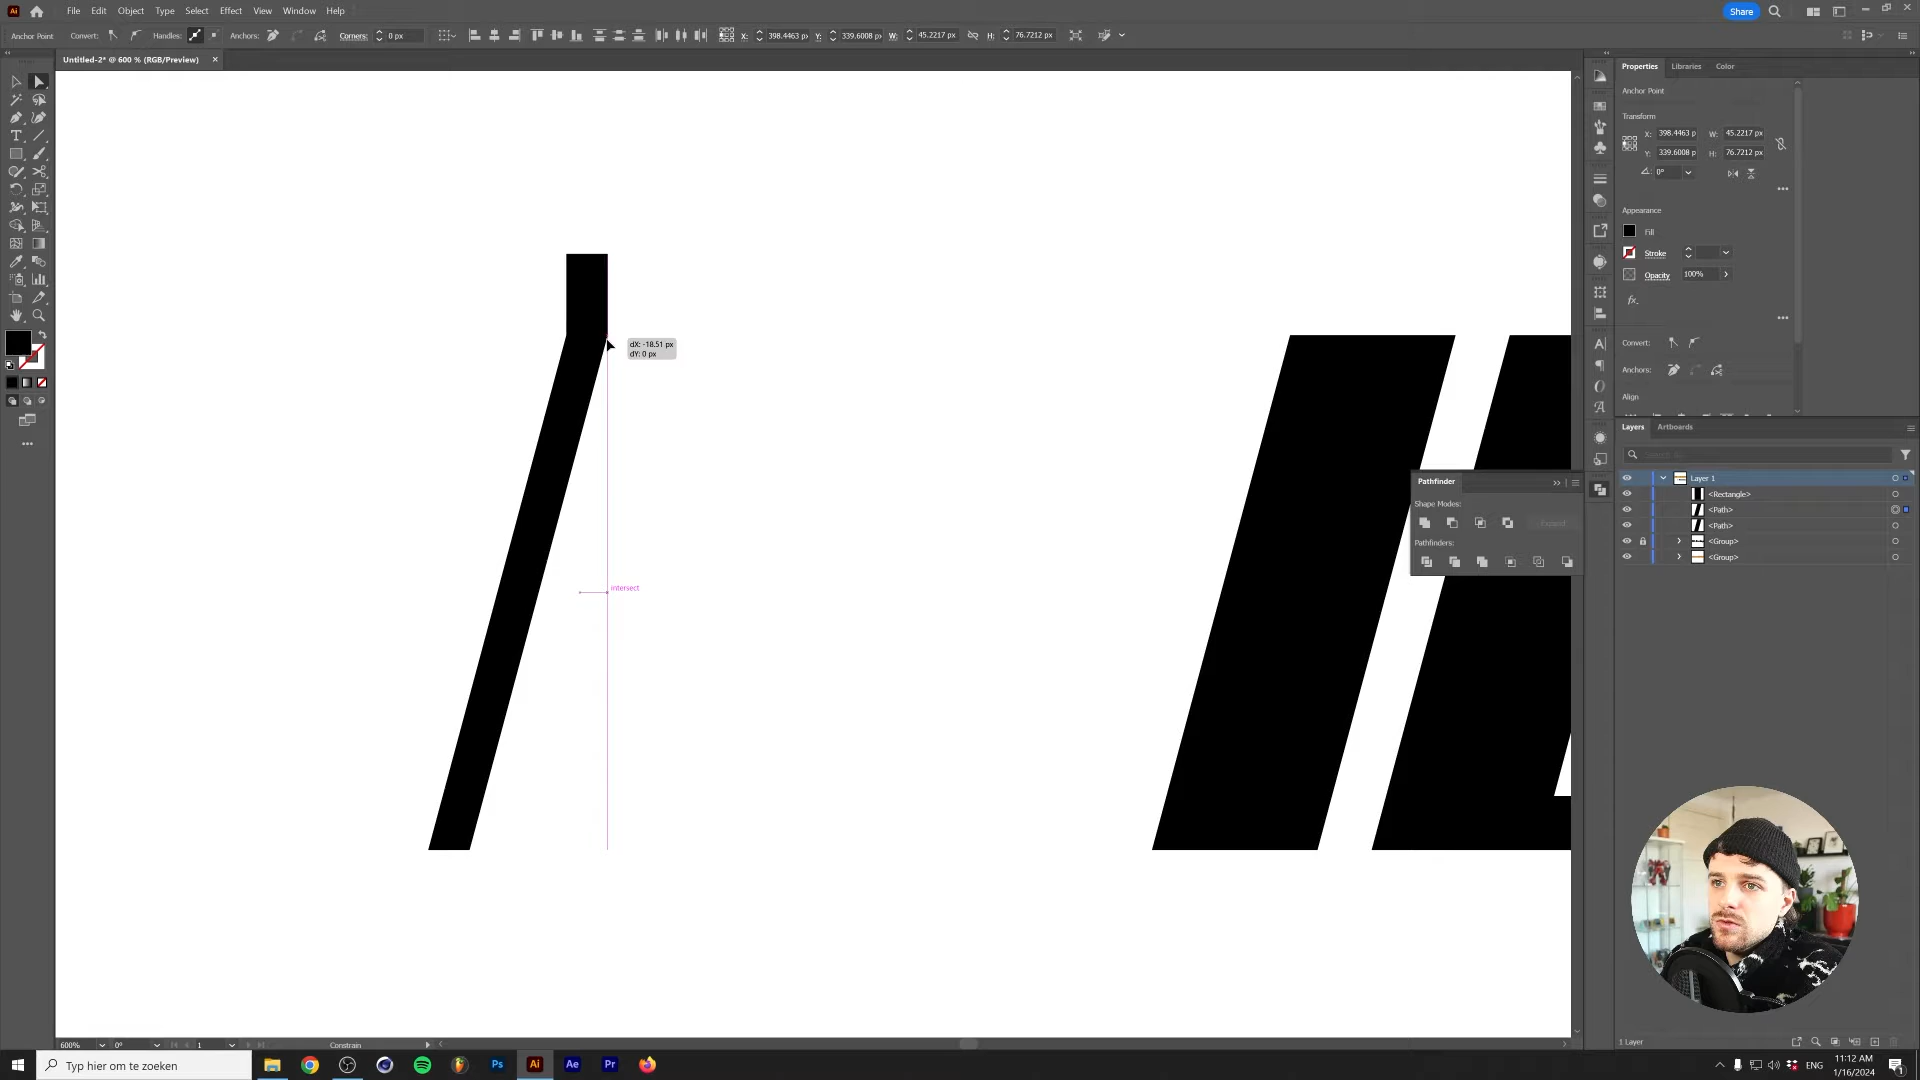 File Edit Object Type Select Effect View Window Help
Share
Anchor Point Convert: Handles: Anchors: Corners: 0 px X: 398.4463 px Y: 339.6008 px W: 45.2217 px H: 76.7212 px
Untitled-2* @ 600 % (RGB/Preview) ×
Properties Libraries Color
Anchor Point
Transform
X: 398.4463 p W: 45.2217 px
Y: 339.6008 p H: 76.7212 px
0°
Appearance
Fill
Stroke
Opacity 100%
fx.
Convert:
Anchors:
Align
dX: -18.51 px
dY: 0 px
intersect
Pathfinder
Shape Modes:
Expand
Pathfinders:
Layers Artboards
Layer 1
<Rectangle>
<Path>
<Path>
<Group>
<Group>
1 Layer
600% 0° 1 Constrain
Typ hier om te zoeken
Ps Ai Ae Pr
ENG
11:12 AM
1/16/2024